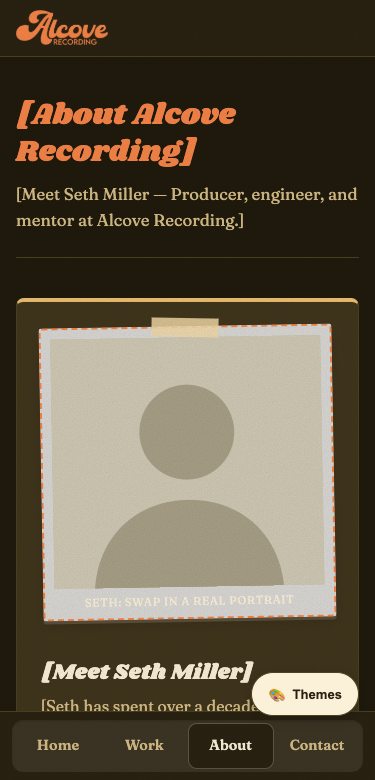 Alcove
RECORDING
[About Alcove
Recording]
[Meet Seth Miller — Producer, engineer, and
mentor at Alcove Recording.]
SETH: SWAP IN A REAL PORTRAIT
[Meet Seth Miller]
[Seth has spent over a decade
Themes
Home Work About Contact